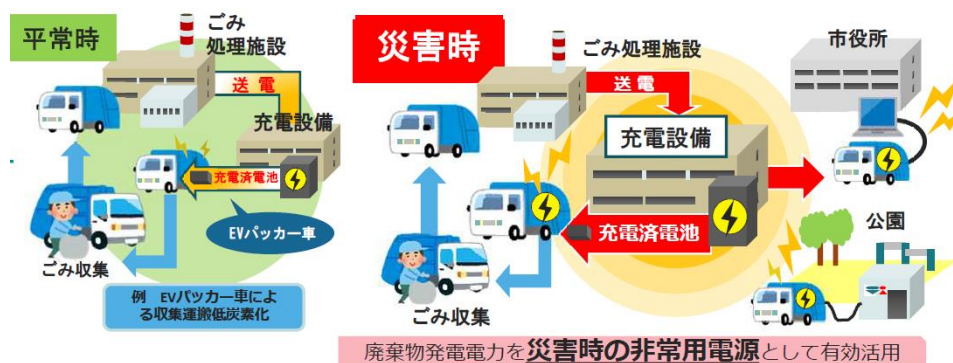 平常時
ごみ
処理施設
送電
充電設備
充電済電池
EVパッカー車
ごみ収集
例 EVパッカー車によ
る収集運搬低炭素化
災害時
ごみ処理施設
送電
充電設備
充電済電池
ごみ収集
市役所
公園
廃棄物発電電力を災害時の非常用電源として有効活用